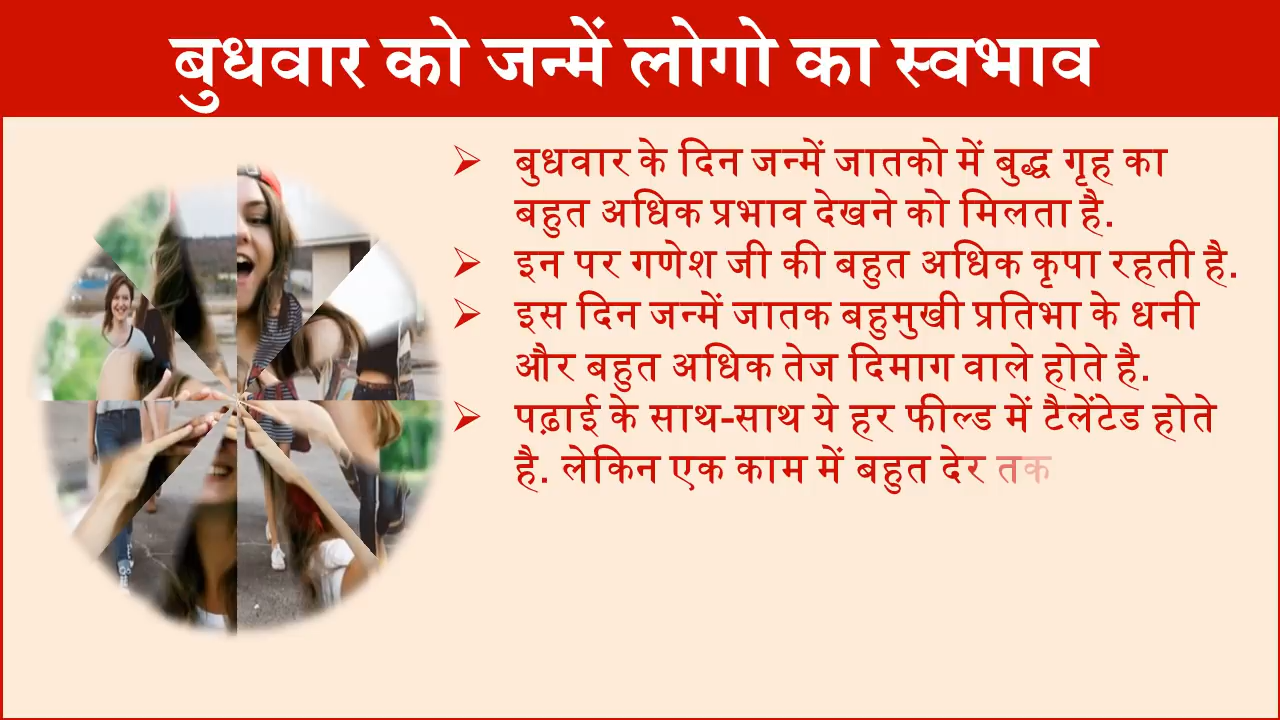 बुधवार को जन्में लोगो का स्वभाव
➢ बुधवार के दिन जन्में जातको में बुद्ध गृह का
बहुत अधिक प्रभाव देखने को मिलता है.
➢ इन पर गणेश जी की बहुत अधिक कृपा रहती है.
➢ इस दिन जन्में जातक बहुमुखी प्रतिभा के धनी
और बहुत अधिक तेज दिमाग वाले होते है.
➢ पढ़ाई के साथ-साथ ये हर फील्ड में टैलेंटेड होते
है. लेकिन एक काम में बहुत देर तक